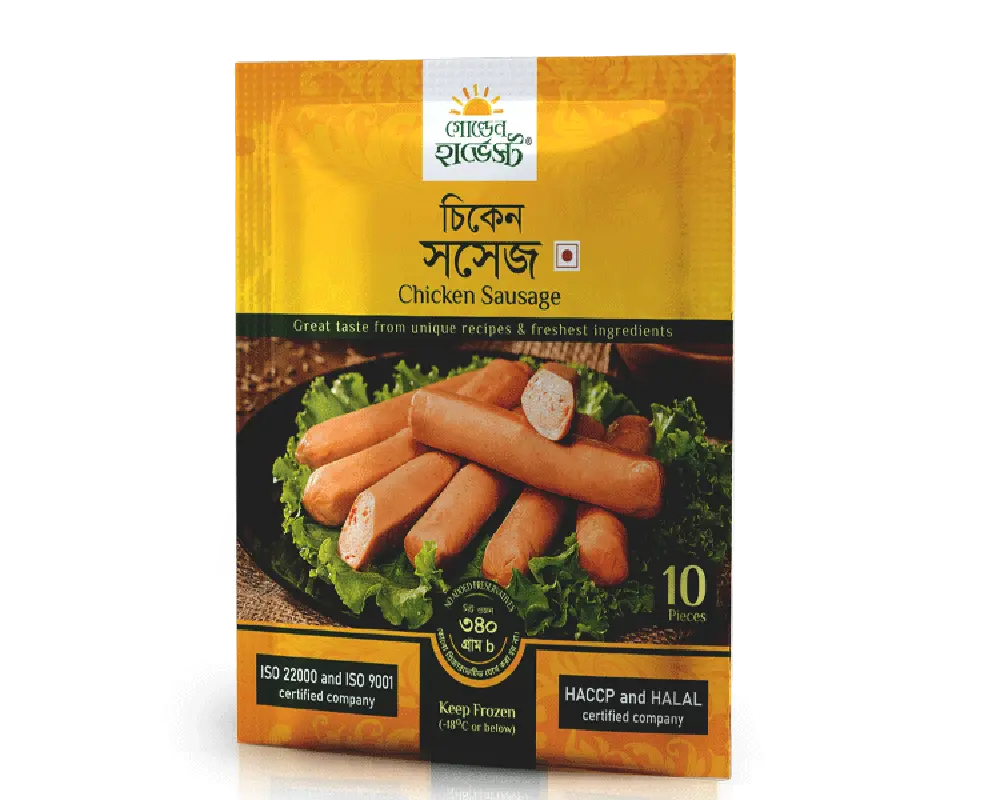 গোল্ডেন
হার্ভেস্ট®
চিকেন
সসেজ
Chicken Sausage
Great taste from unique recipes & freshest ingredients
10
Pieces
NO ADDED PRESERVATIVES
নিট ওজন
৩৪০
গ্রাম
ISO 22000 and ISO 9001
certified company
Keep Frozen
(-18°C or below)
HACCP and HALAL
certified company